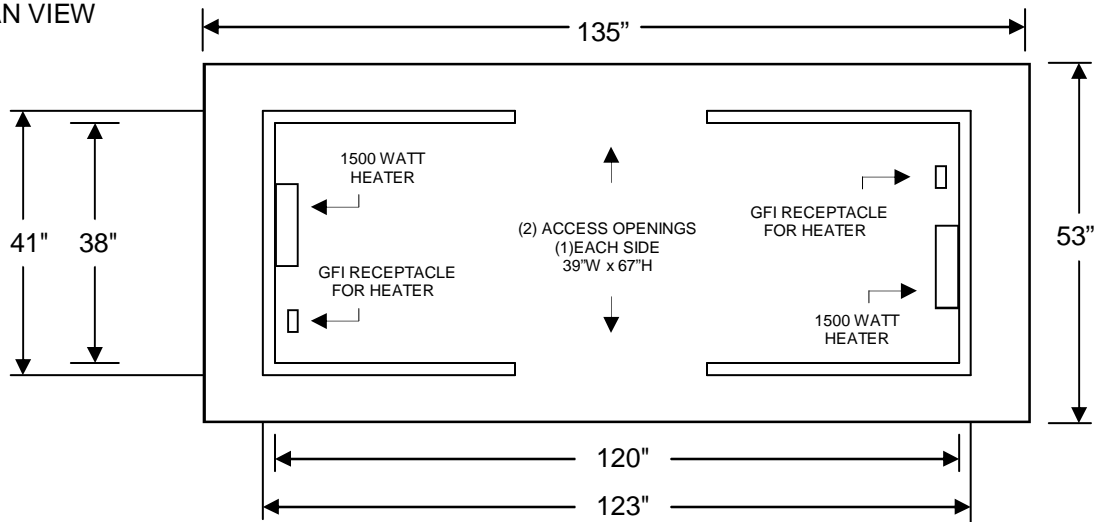 AN VIEW
135”
1500 WATT
HEATER
GFI RECEPTACLE
FOR HEATER
(2) ACCESS OPENINGS
(1)EACH SIDE
39”W x 67”H
GFI RECEPTACLE
FOR HEATER
1500 WATT
HEATER
41"
38"
53”
120"
123"